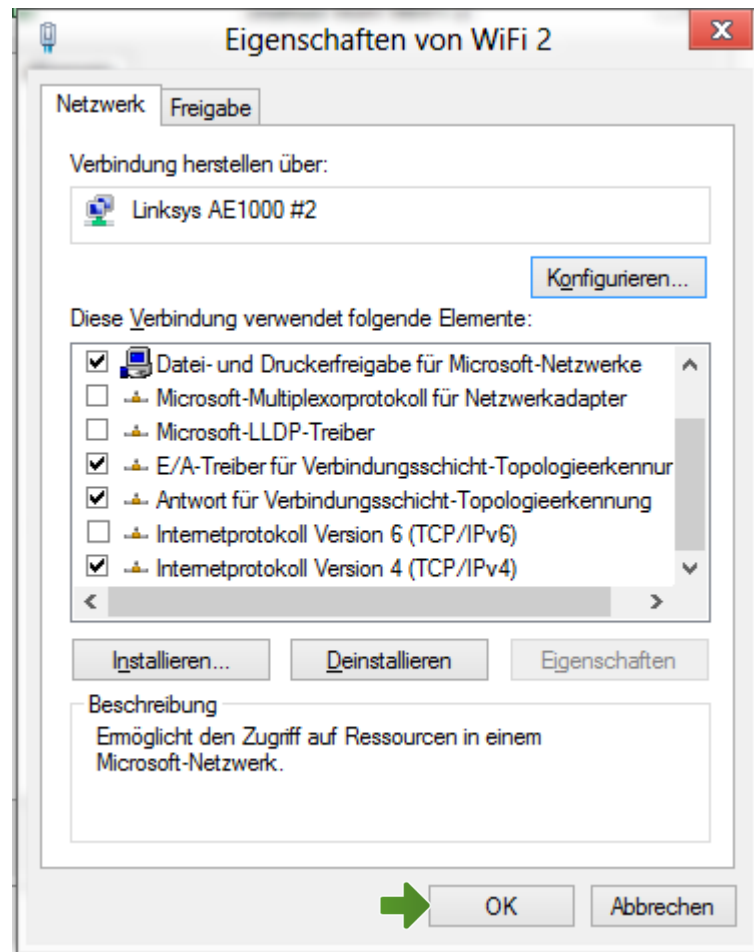 Eigenschaften von WiFi 2
Netzwerk
Freigabe
Verbindung herstellen über:
Linksys AE1000 #2
Konfigurieren...
Diese Verbindung verwendet folgende Elemente:
Datei- und Druckerfreigabe für Microsoft-Netzwerke
Microsoft-Multiplexorprotokoll für Netzwerkadapter
Microsoft-LLDP-Treiber
E/A-Treiber für Verbindungsschicht-Topologieerkennur
Antwort für Verbindungsschicht-Topologieerkennung
Internetprotokoll Version 6 (TCP/IPv6)
Internetprotokoll Version 4 (TCP/IPv4)
Installieren...
Deinstallieren
Eigenschaften
Beschreibung
Ermöglicht den Zugriff auf Ressourcen in einem
Microsoft-Netzwerk.
OK
Abbrechen